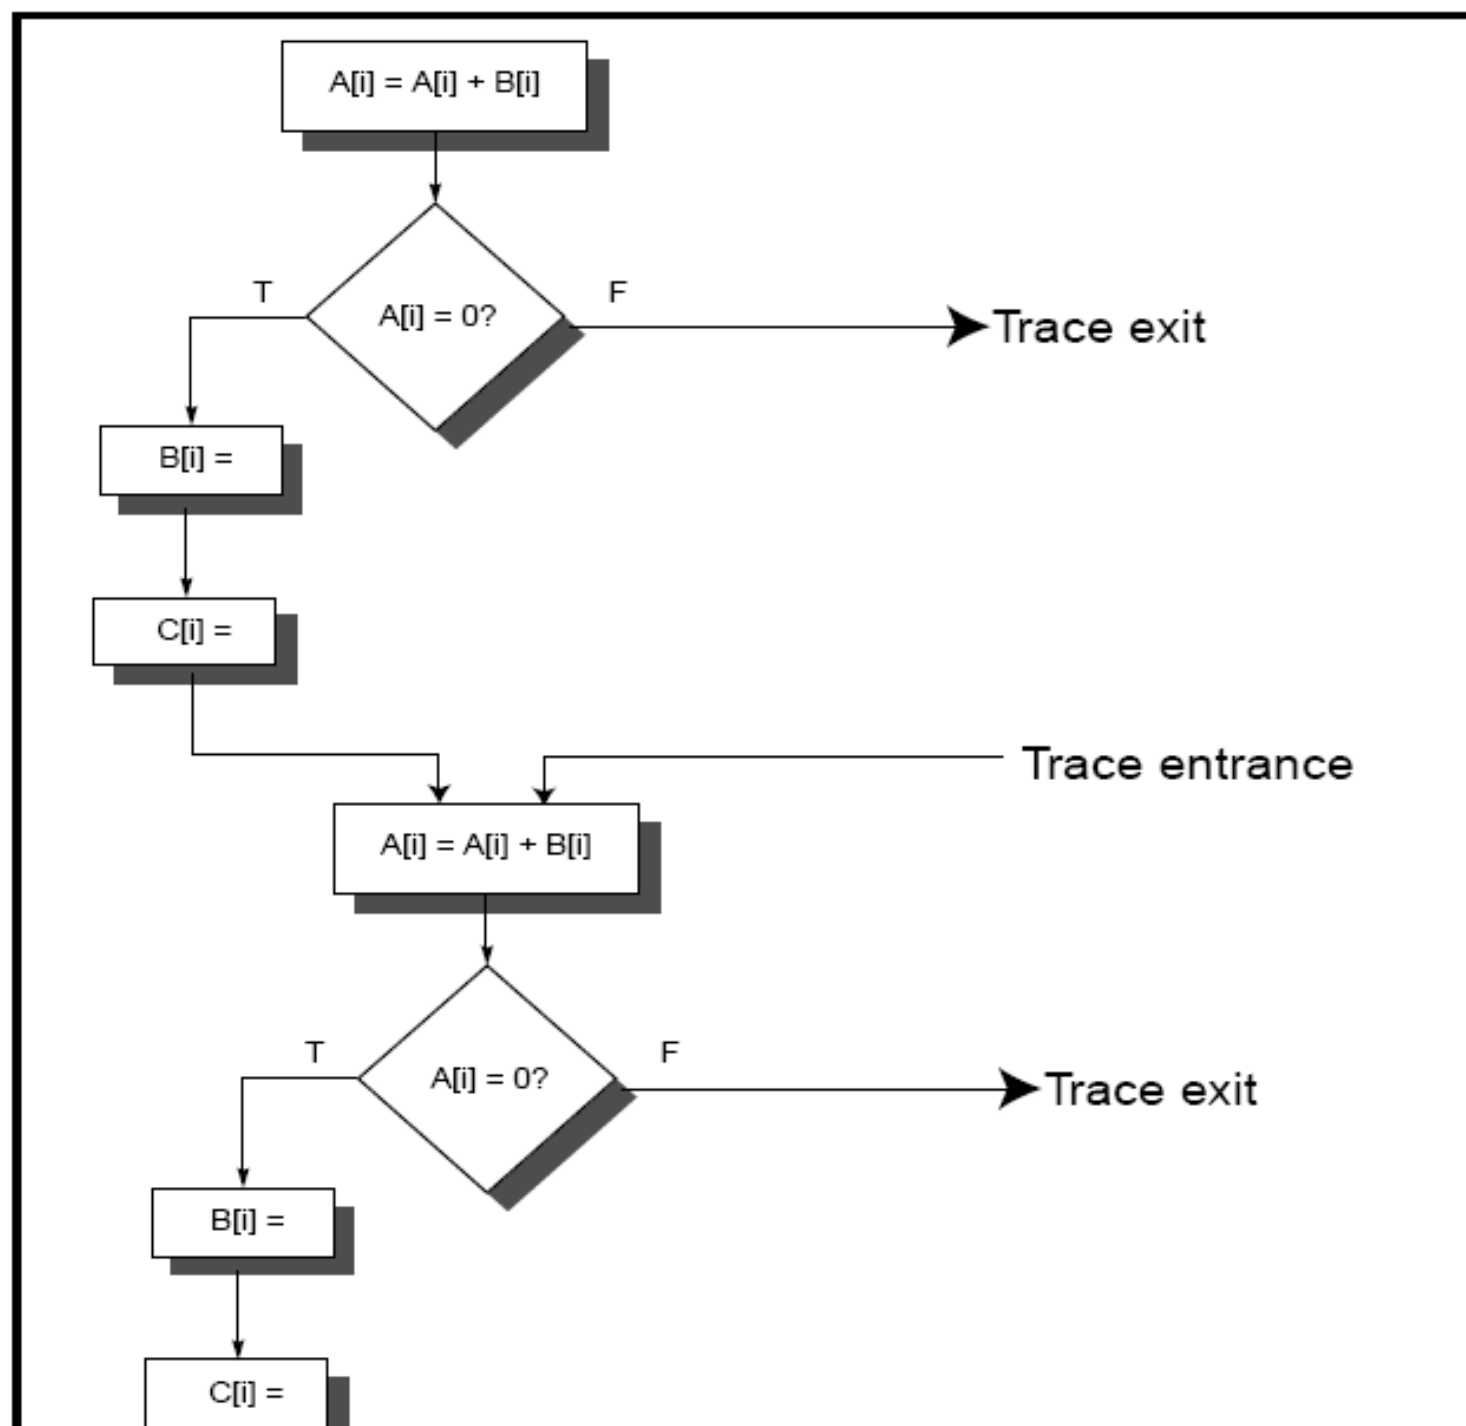 A[i] = A[i] + B[i]
T
F
A[i] = 0?
Trace exit
B[i] =
C[i] =
Trace entrance
A[i] = A[i] + B[i]
T
F
A[i] = 0?
Trace exit
B[i] =
C[i] =